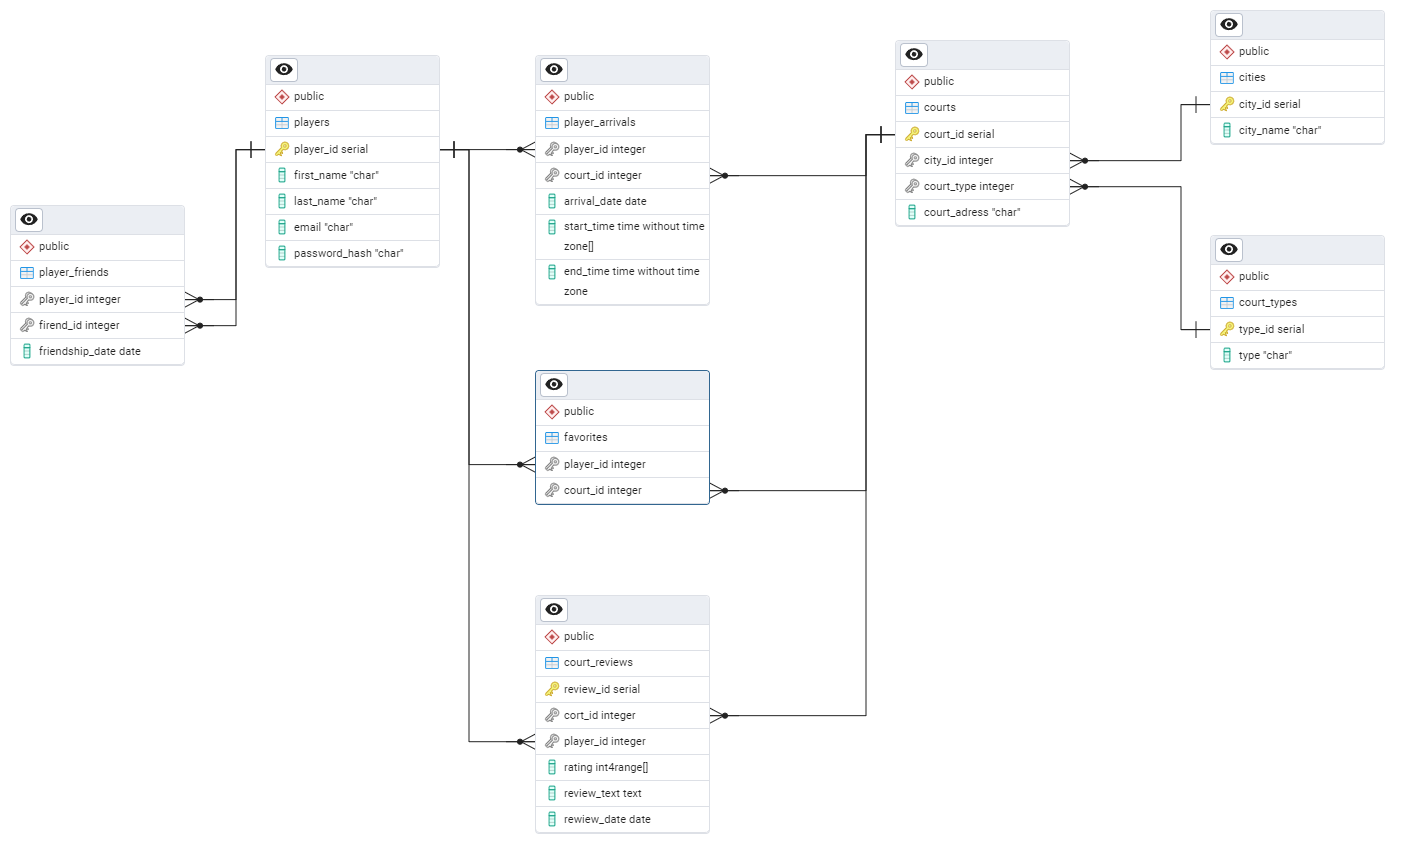 public
player_friends
player_id integer
firend_id integer
friendship_date date
public
players
player_id serial
first_name "char"
last_name "char"
email "char"
password_hash "char"
public
player_arrivals
player_id integer
court_id integer
arrival_date date
start_time time without time
zone[]
end_time time without time
zone
public
favorites
player_id integer
court_id integer
public
court_reviews
review_id serial
cort_id integer
player_id integer
rating int4range[]
review_text text
rewiew_date date
public
courts
court_id serial
city_id integer
court_type integer
court_adress "char"
public
cities
city_id serial
city_name "char"
public
court_types
type_id serial
type "char"